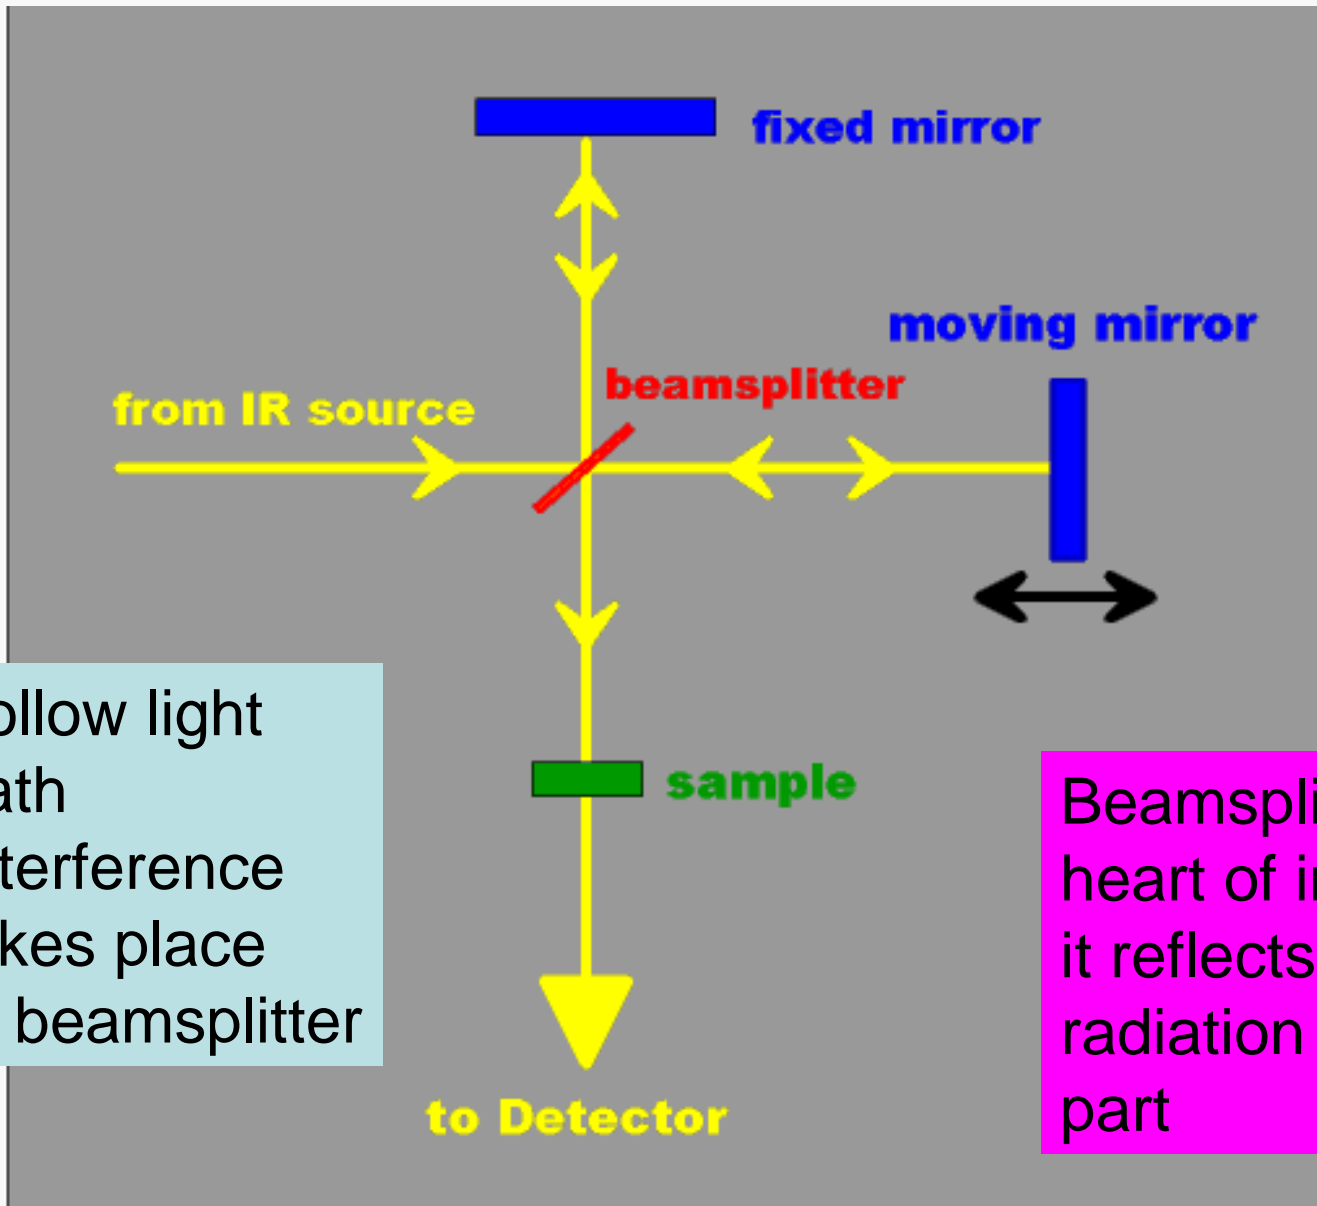 fixed mirror
moving mirror
beamsplitter
from IR source
ollow light
ath
terference
kes place
beamsplitter
sample
Beamspli
heart of i
it reflects
radiation
part
to Detector